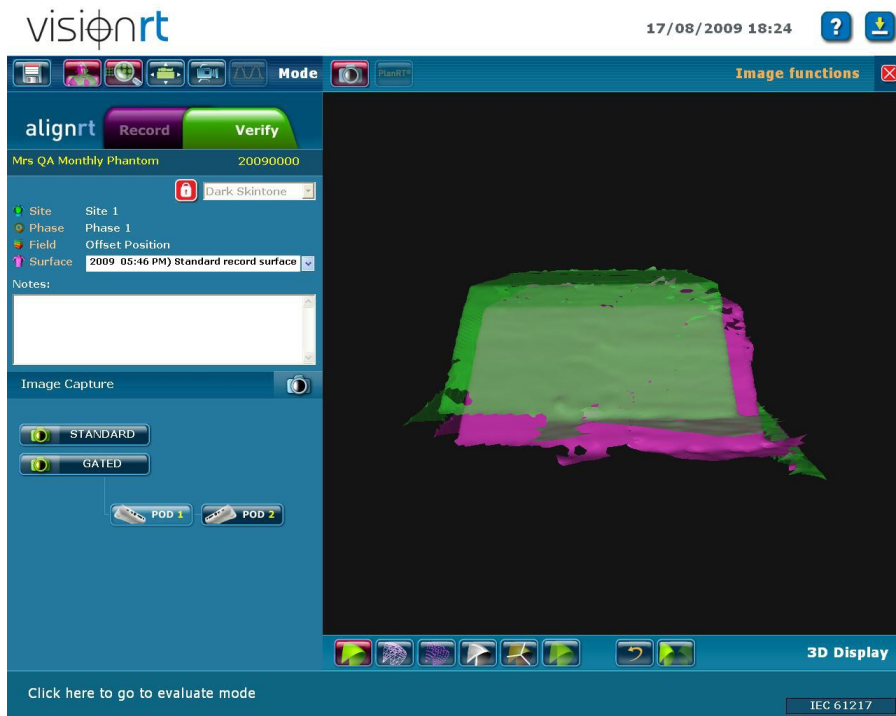 visionrt
17/08/2009 18:24
?
Mode
PlanRT®
Image functions
alignrt
Record
Verify
Mrs QA Monthly Phantom
20090000
Dark Skintone
Site Site 1
Phase Phase 1
Field Offset Position
Surface 2009 05:46 PM) Standard record surface
Notes:
Image Capture
STANDARD
GATED
POD 1
POD 2
3D Display
Click here to go to evaluate mode
IEC 61217